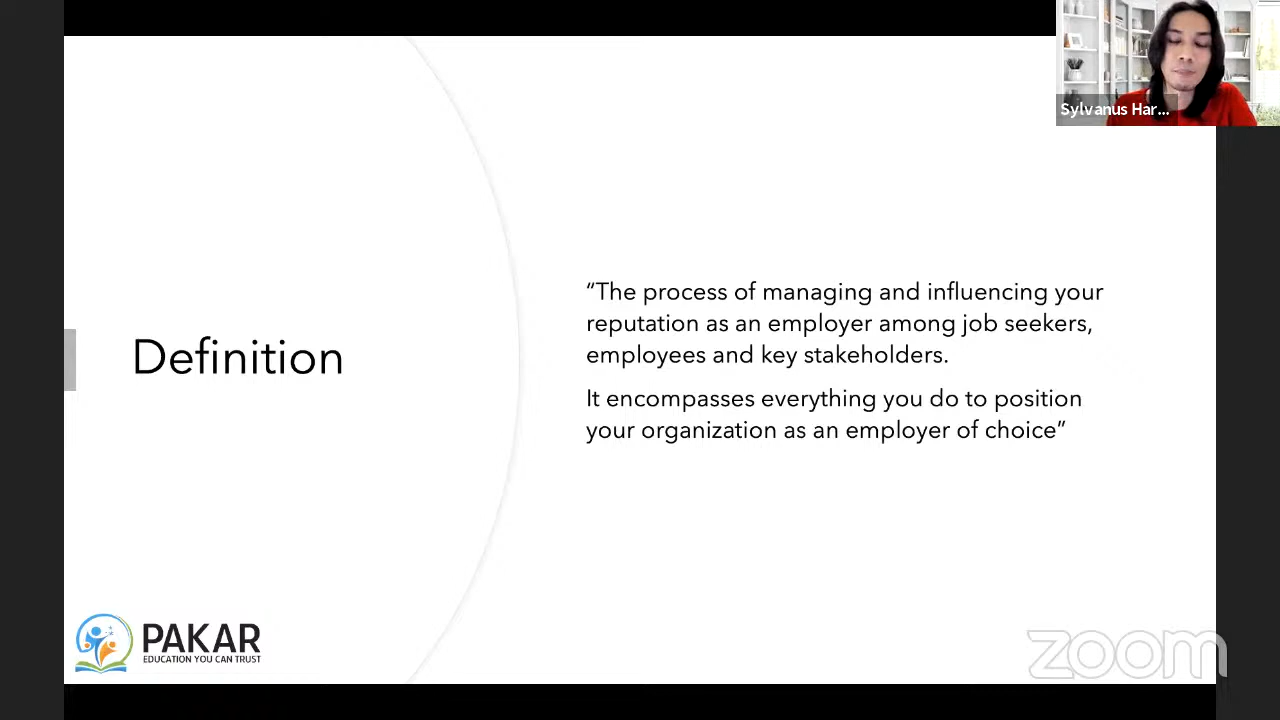 Sylvanus Har...
“The process of managing and influencing your
reputation as an employer among job seekers,
employees and key stakeholders.
Definition
It encompasses everything you do to position
your organization as an employer of choice”
PAKAR
EDUCATION YOU CAN TRUST
zoom